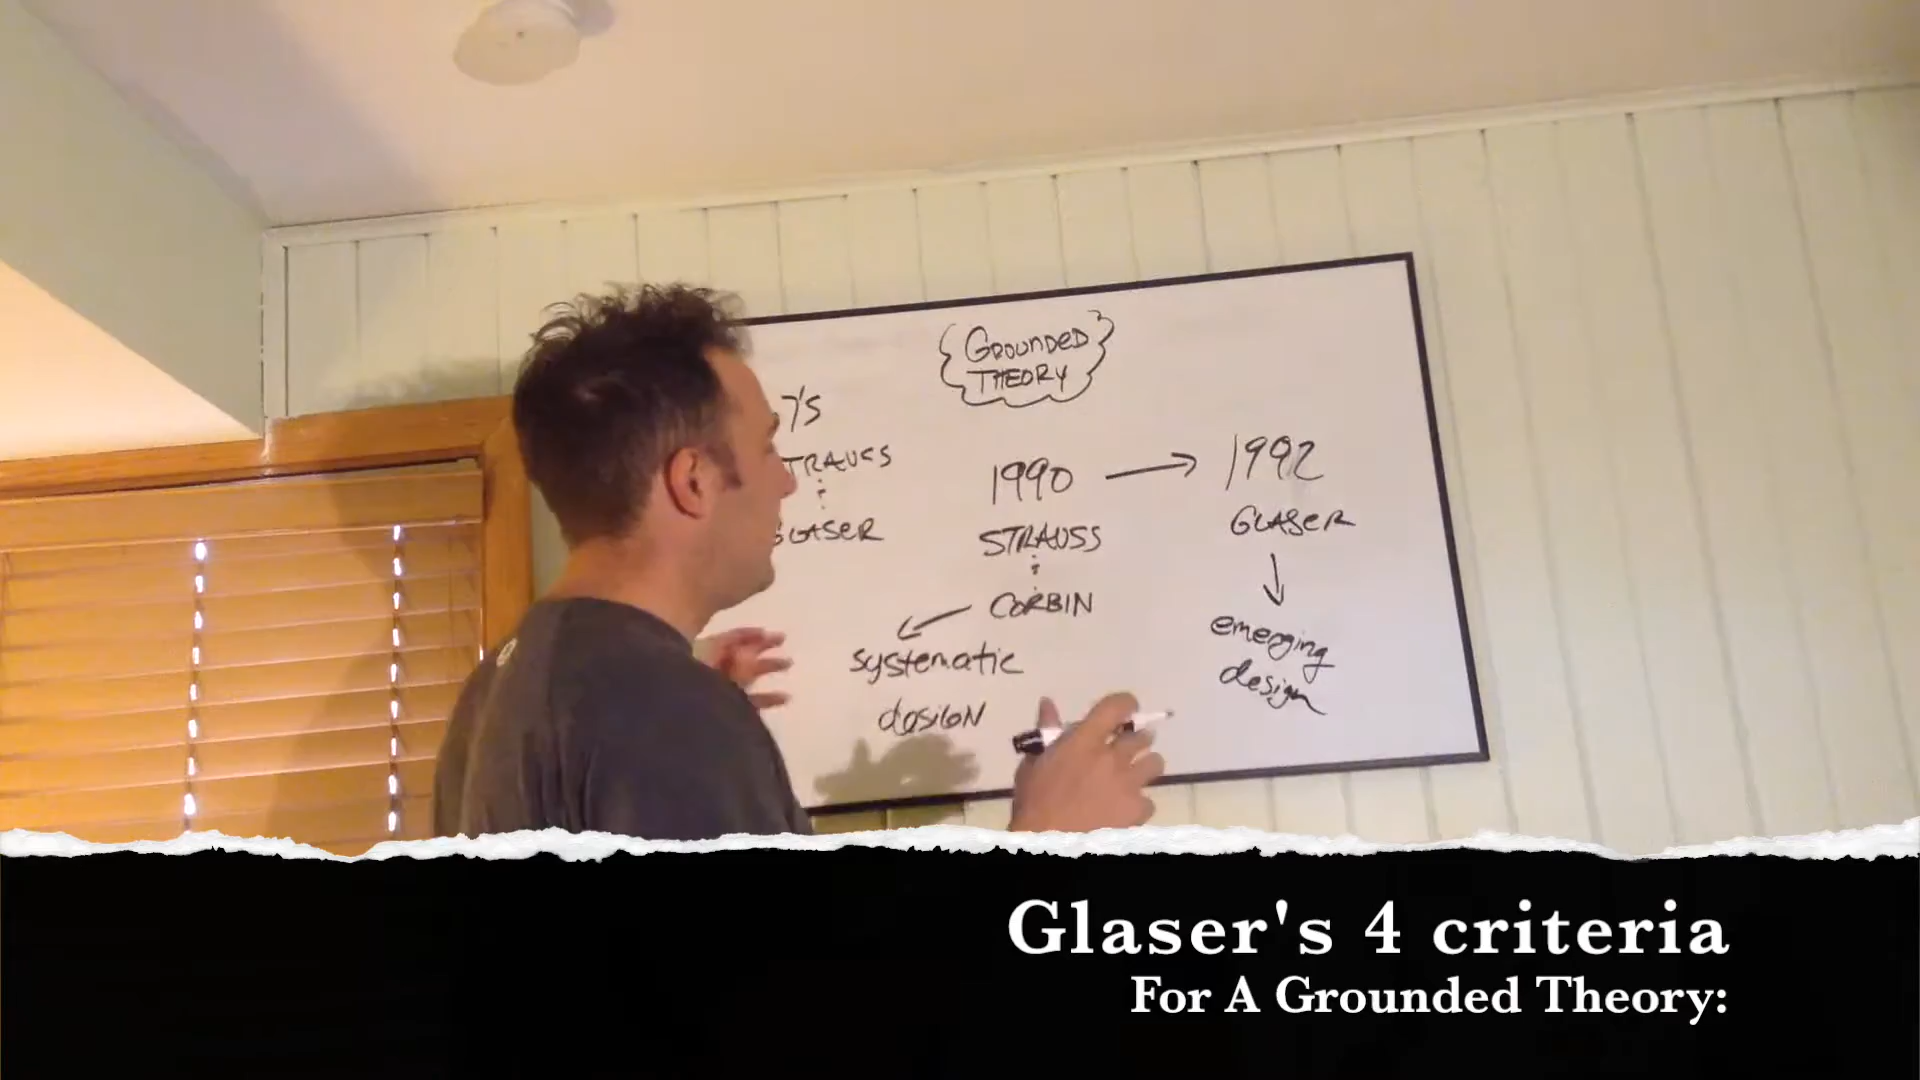 GROUNDED
THEORY
7's
TRAUSS
GLASER
1990
STRAUSS
CORBIN
systematic
design
1992
GLASER
emerging
design
Glaser's 4 criteria
For A Grounded Theory: